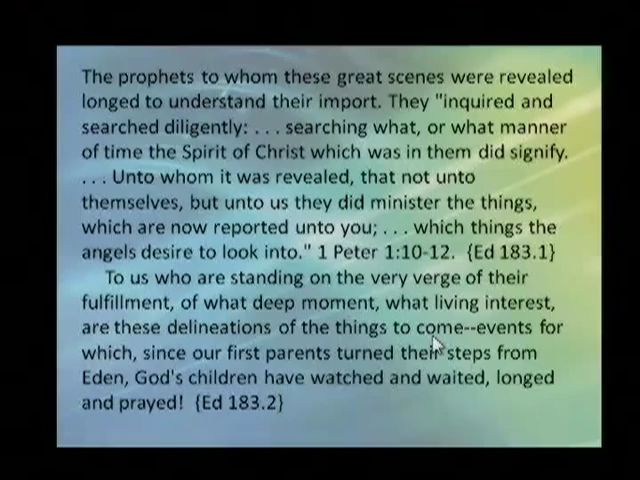 The prophets to whom these great scenes were revealed
longed to understand their import. They "inquired and
searched diligently: . . . searching what, or what manner
of time the Spirit of Christ which was in them did signify.
. . . Unto whom it was revealed, that not unto
themselves, but unto us they did minister the things,
which are now reported unto you; . . . which things the
angels desire to look into." 1 Peter 1:10-12.  {Ed 183.1}
To us who are standing on the very verge of their
fulfillment, of what deep moment, what living interest,
are these delineations of the things to come--events for
which, since our first parents turned their steps from
Eden, God's children have watched and waited, longed
and prayed!  {Ed 183.2}